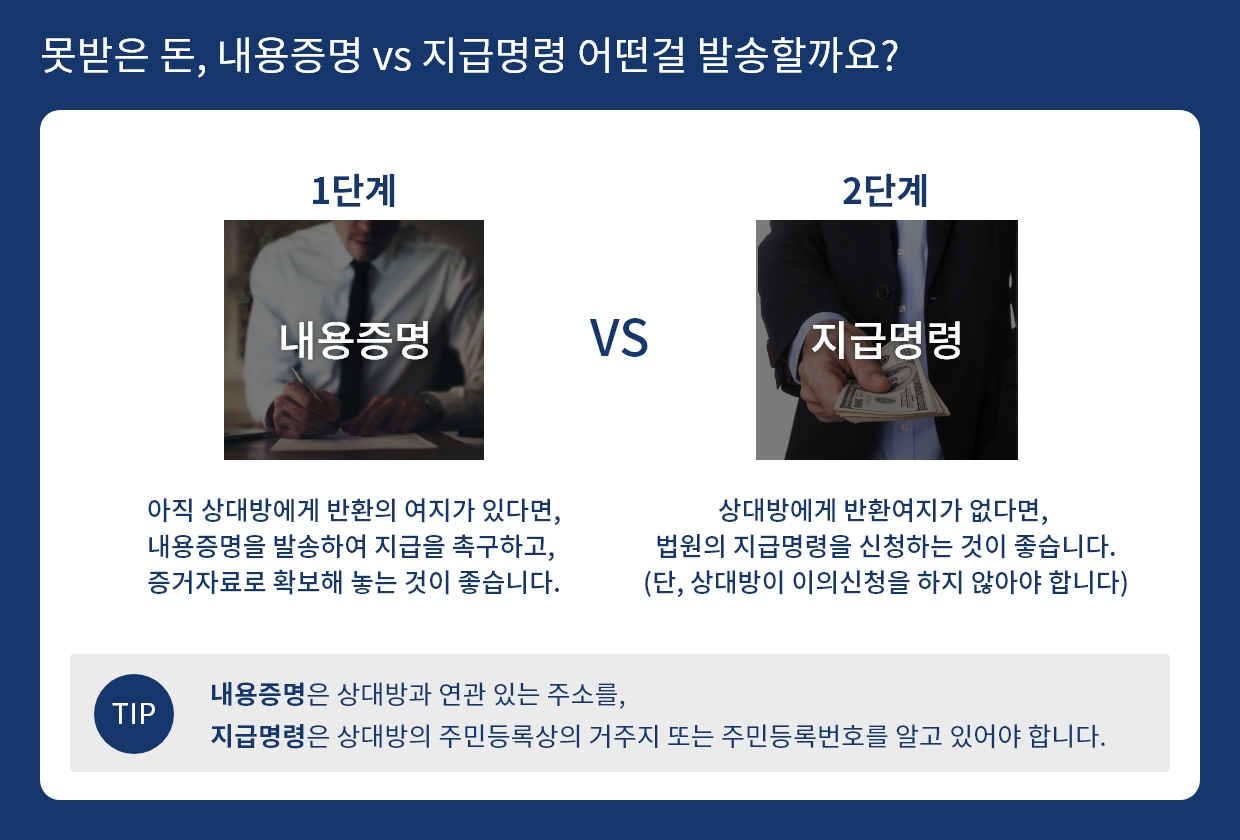 못받은 돈, 내용증명 vs 지급명령 어떤걸 발송할까요?
1단계
내용증명
아직 상대방에게 반환의 여지가 있다면,
내용증명을 발송하여 지급을 촉구하고,
증거자료로 확보해 놓는 것이 좋습니다.
VS
2단계
지급명령
상대방에게 반환여지가 없다면,
법원의 지급명령을 신청하는 것이 좋습니다.
(단, 상대방이 이의신청을 하지 않아야 합니다)
TIP
내용증명은 상대방과 연관 있는 주소를,
지급명령은 상대방의 주민등록상의 거주지 또는 주민등록번호를 알고 있어야 합니다.